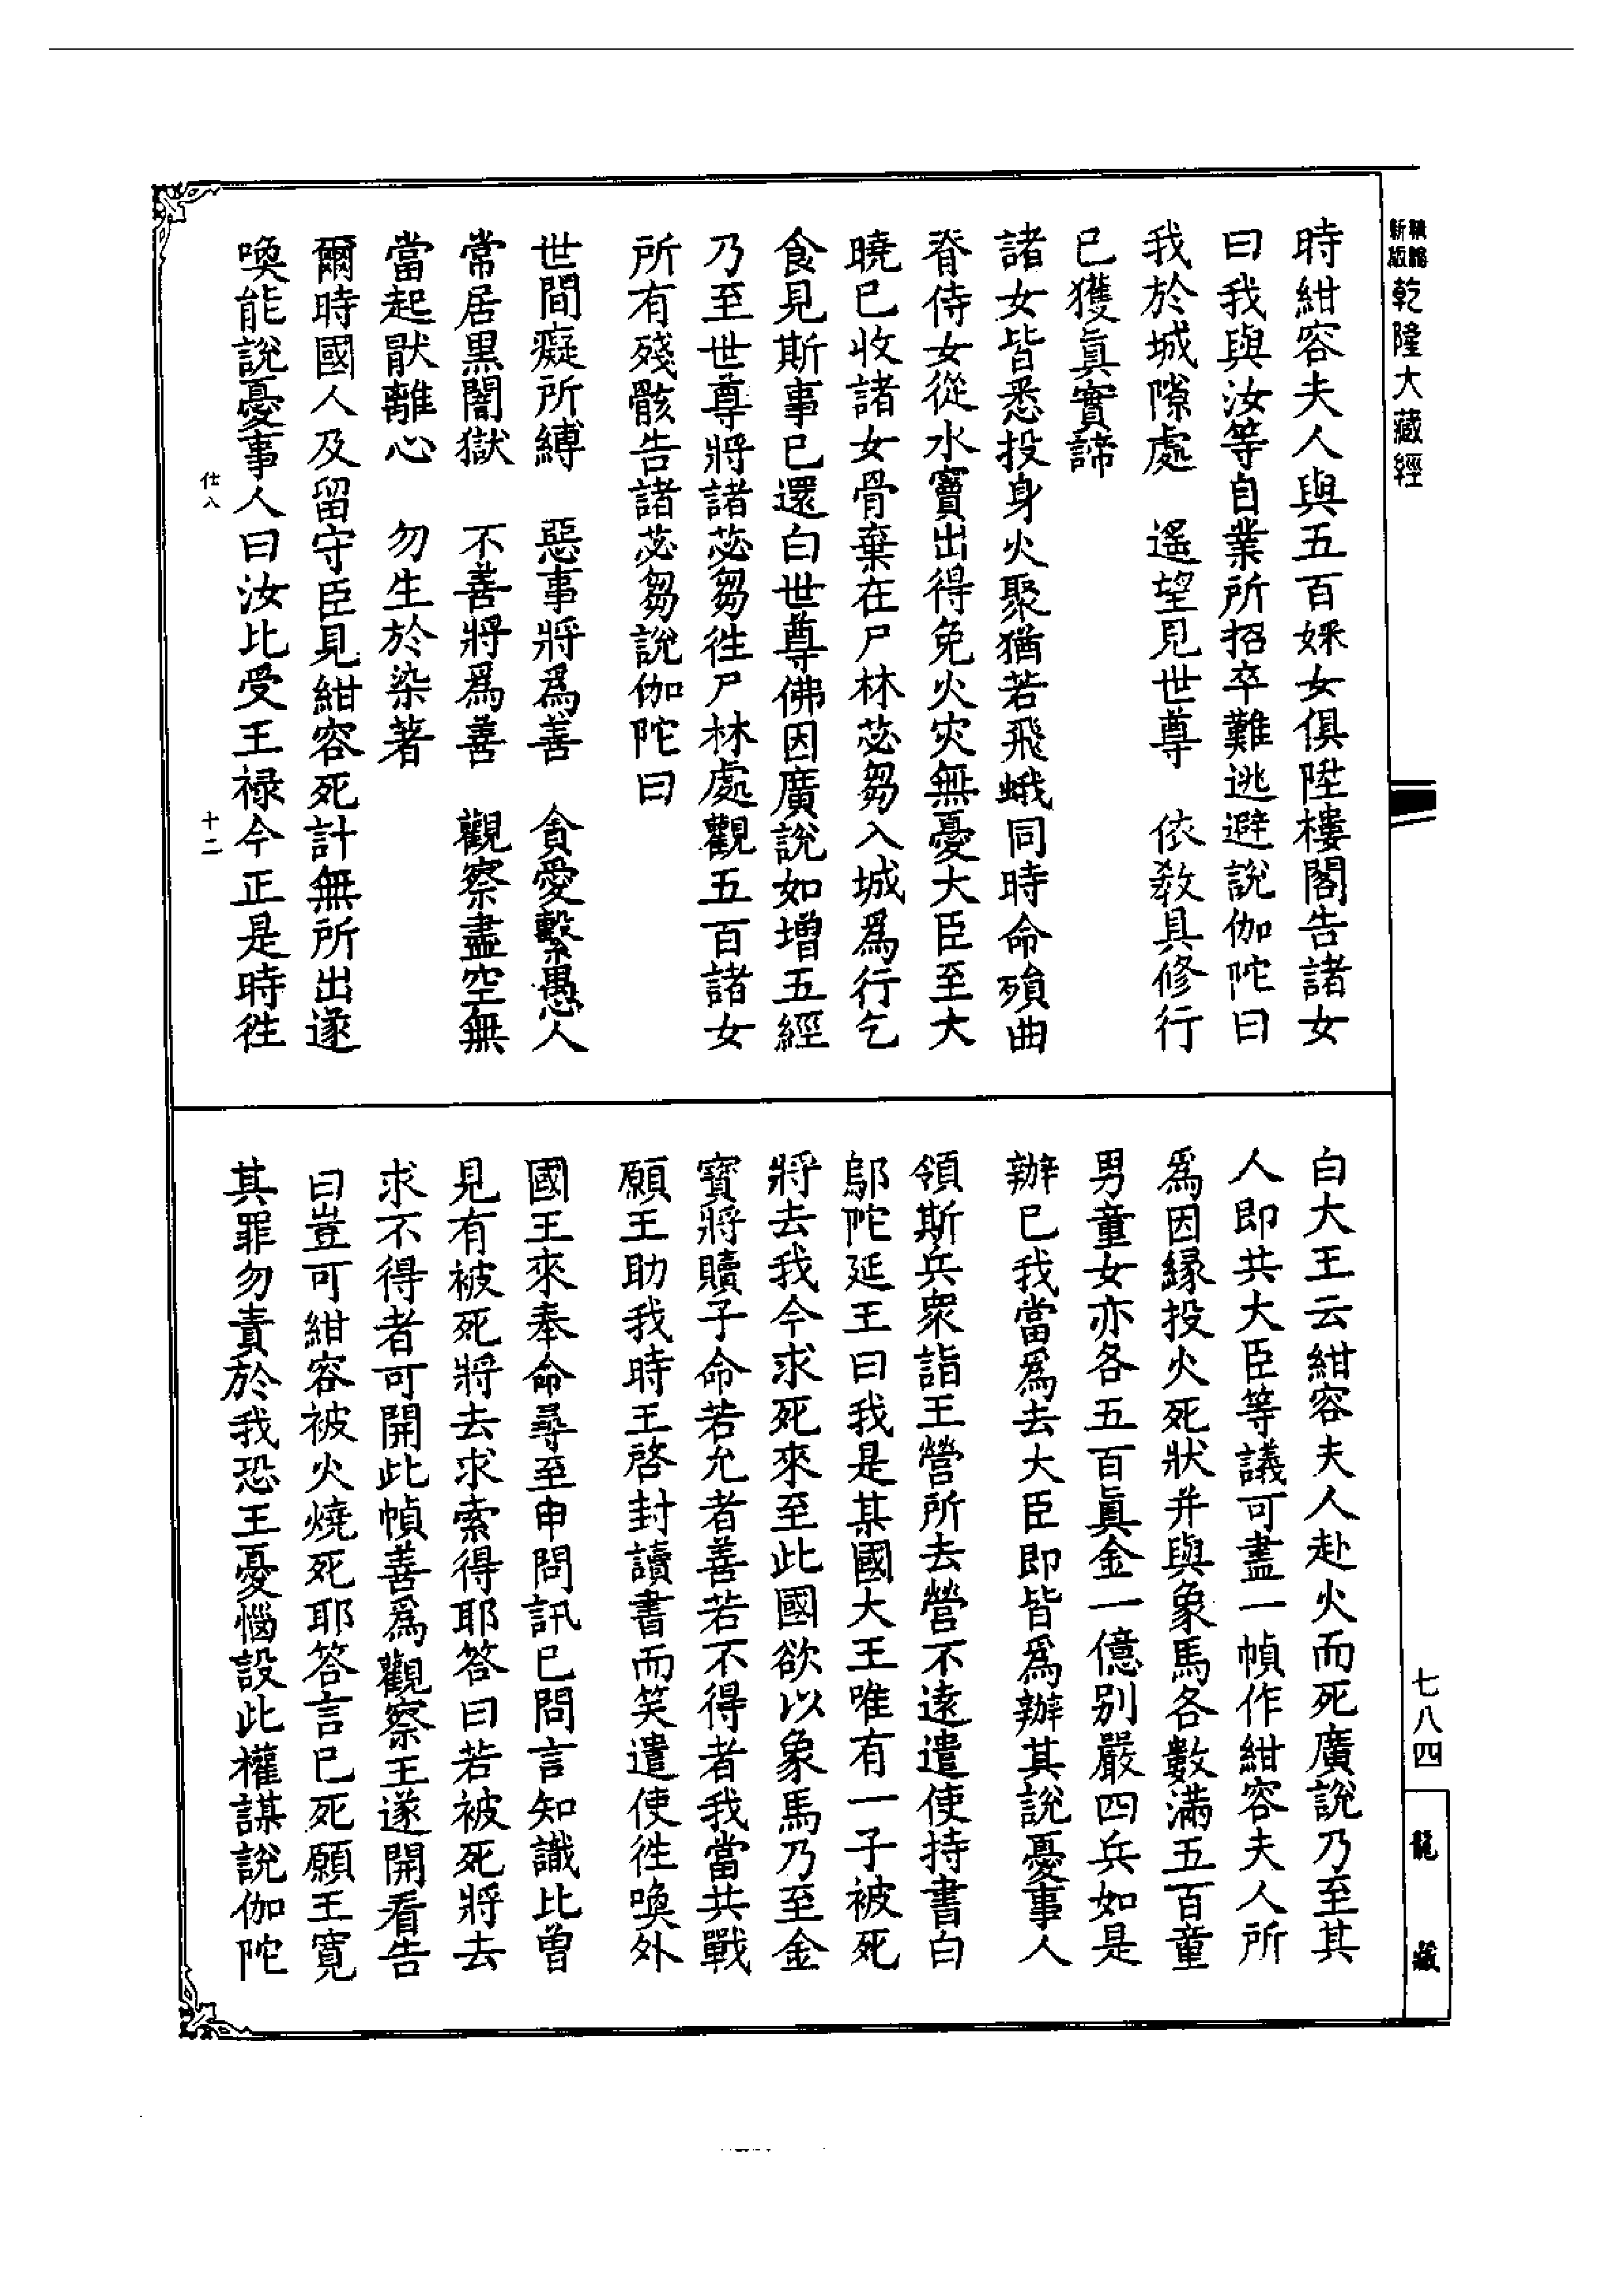 新編縮版
乾隆大藏經
時紺容夫人與五百婇女俱陞樓閣告諸女
曰我與汝等自業所招卒難逃避說伽陀曰
我於城隙處　遙望見世尊　依教具修行
已獲眞實諦
諸女皆悉投身火聚猶若飛蛾同時命殞曲
脊侍女從水竇出得免火災無憂大臣至大
曉已收諸女骨棄在尸林苾芻入城爲行乞
食見斯事已還白世尊佛因廣說如增五經
乃至世尊將諸苾芻徃尸林處觀五百諸女
所有殘骸告諸苾芻說伽陀曰
世間癡所縛　惡事將爲善　貪愛繫愚人
常居黑闇獄　不善將爲善　觀察盡空無
當起猒離心　勿生於染著
爾時國人及留守臣見紺容死計無所出遂
喚能說憂事人曰汝比受王禄今正是時徃
仕八　十二
白大王云紺容夫人赴火而死廣說乃至其
人即共大臣等議可盡一幀作紺容夫人所
爲因緣投火死狀并與象馬各數滿五百童
男童女亦各五百眞金一億别嚴四兵如是
辦已我當爲去大臣即皆爲辦其說憂事人
領斯兵衆詣王營所去營不遠遣使持書白
鄔陀延王曰我是某國大王唯有一子被死
將去我今求死來至此國欲以象馬乃至金
寳將贖子命若允者善若不得者我當共戰
願王助我時王啓封讀書而笑遣使徃喚外
國王來奉命尋至申問訊已問言知識比曾
見有被死將去求索得耶答曰若被死將去
求不得者可開此幀善爲觀察王遂開看告
曰豈可紺容被火燒死耶答言已死願王寛
其罪勿責於我恐王憂惱設此權謀說伽陀
七八四
龍
藏